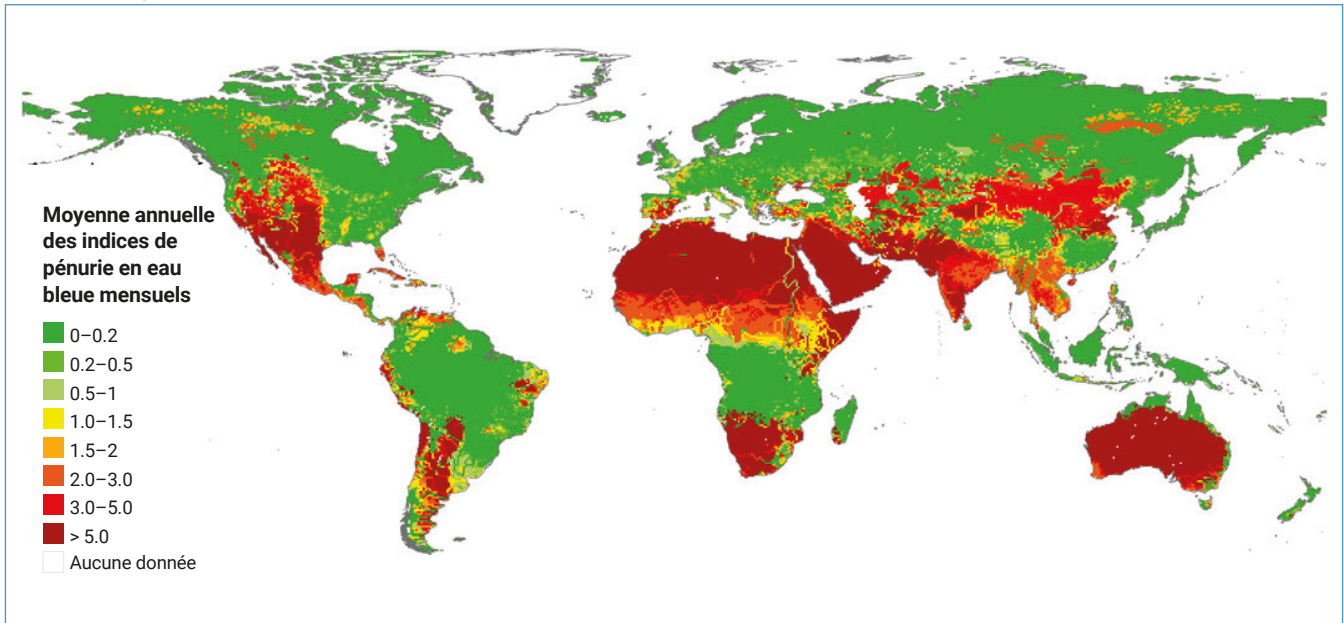 Moyenne annuelle
des indices de
pénurie en eau
bleue mensuels
0–0.2
0.2–0.5
0.5–1
1.0–1.5
1.5–2
2.0–3.0
3.0–5.0
> 5.0
Aucune donnée